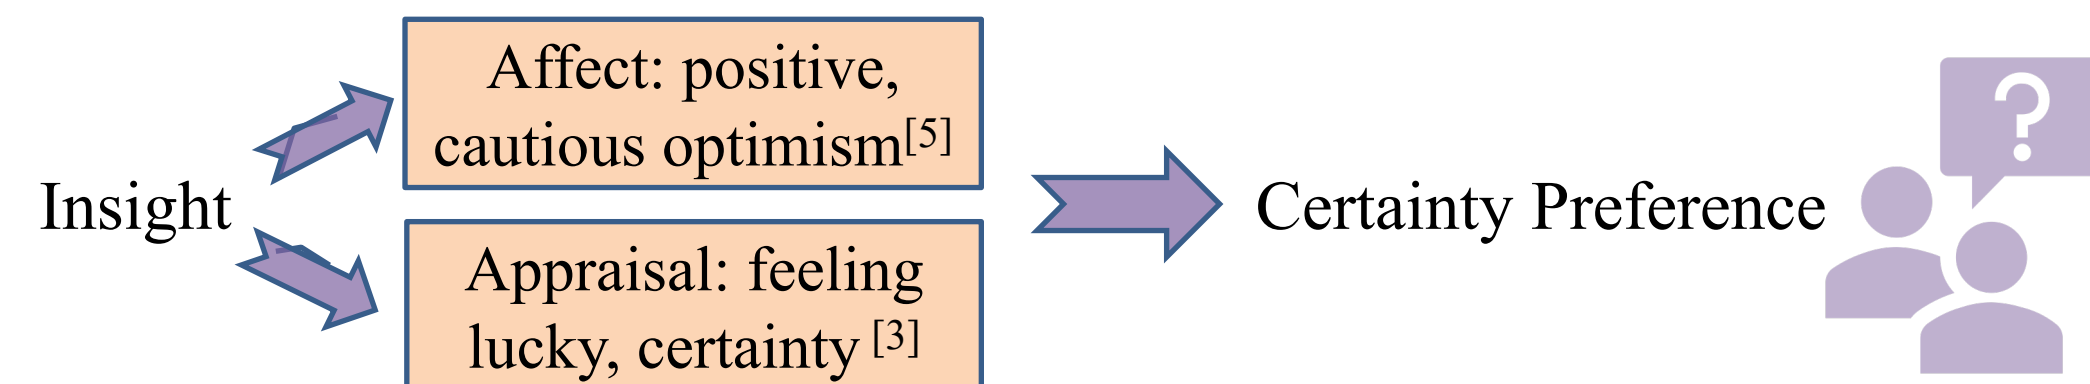 Affect: positive,
cautious optimism[5]
Insight
Appraisal: feeling
lucky, certainty [3]
Certainty Preference
?